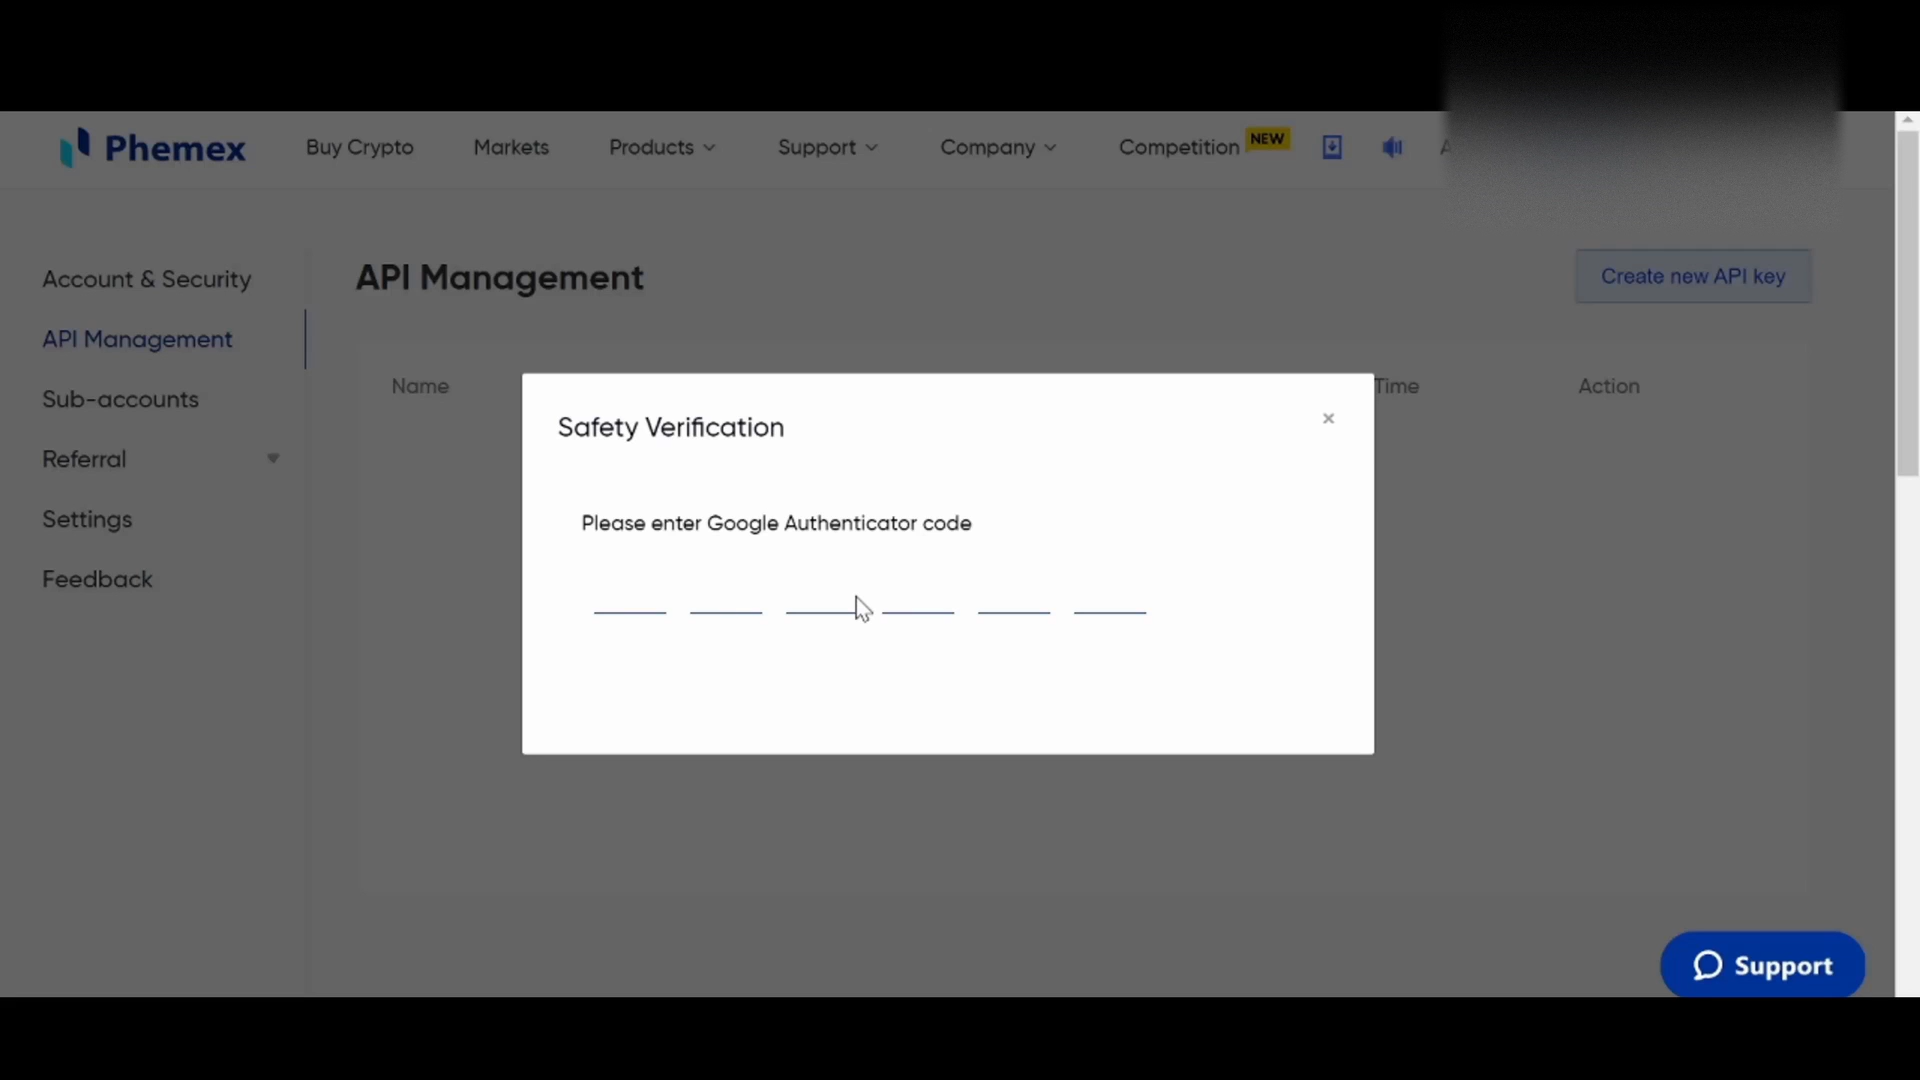 Phemex
Buy Crypto
Markets
Products
Support
Company
Competition
NEW
A
Account & Security
API Management
Sub-accounts
Referral
Settings
Feedback
API Management
Create new API key
Name
Time
Action
Safety Verification
×
Please enter Google Authenticator code
Support